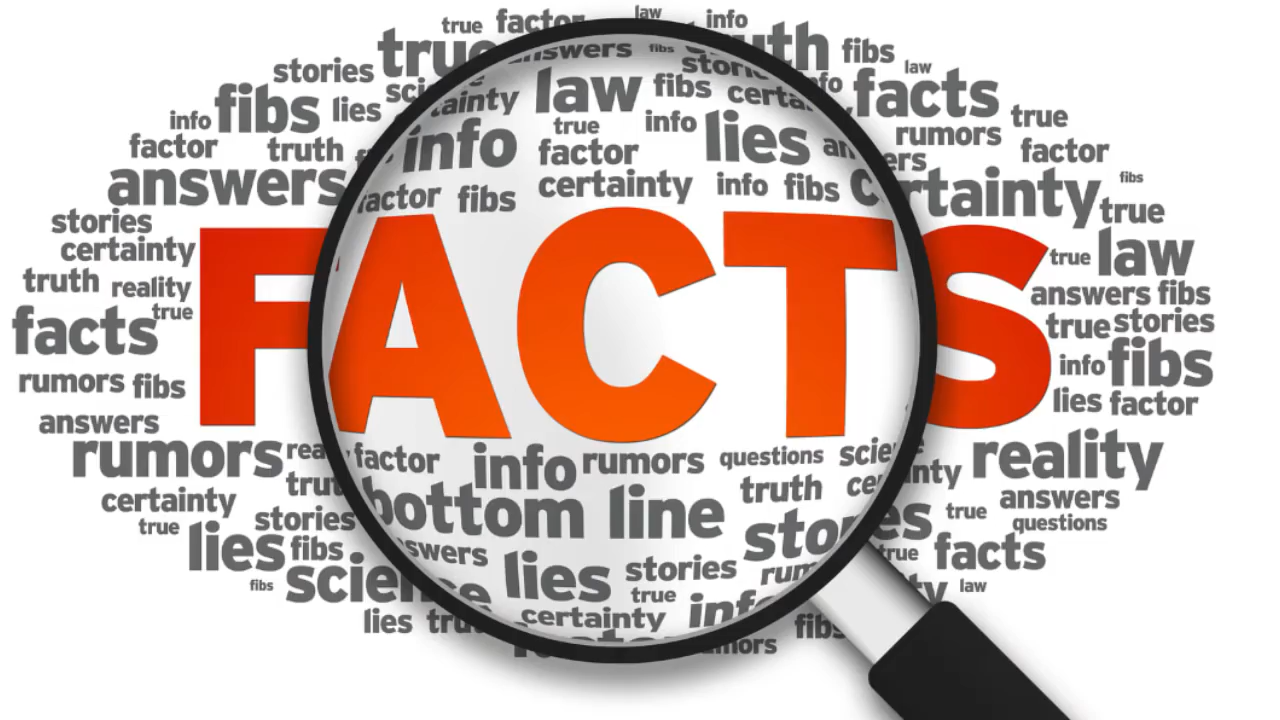 law
true factor info
true answers fibs truth fibs
stories stories law
fibs lies science law fibs certainty facts
info true info lies rumors true
factor truth info factor factor
answers factor fibs certainty info fibs certainty fibs
stories true
certainty FACTS true law
truth reality answers fibs
facts true true stories
rumors fibs info fibs
answers lies factor
rumors factor info rumors questions reality
certainty truth answers
true stories bottom line stories true questions
lies fibs answers lies stories true facts
fibs science law
lies certainty info fibs
rumors